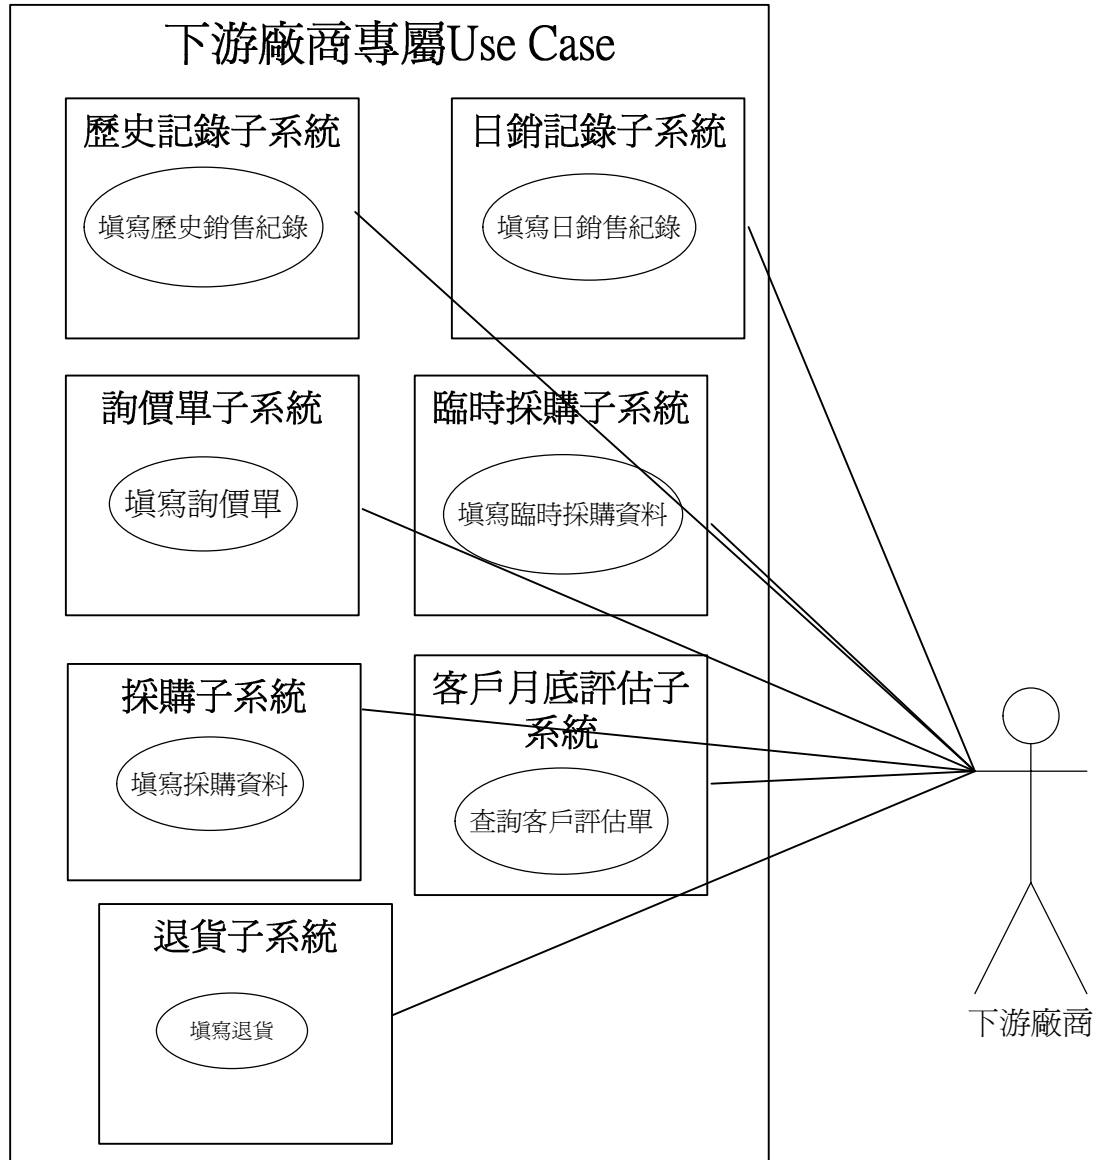 下游廠商專屬Use Case
歷史記錄子系統
填寫歷史銷售紀錄
日銷記錄子系統
填寫日銷售紀錄
詢價單子系統
填寫詢價單
臨時採購子系統
填寫臨時採購資料
採購子系統
填寫採購資料
客戶月底評估子
系統
查詢客戶評估單
退貨子系統
填寫退貨
下游廠商